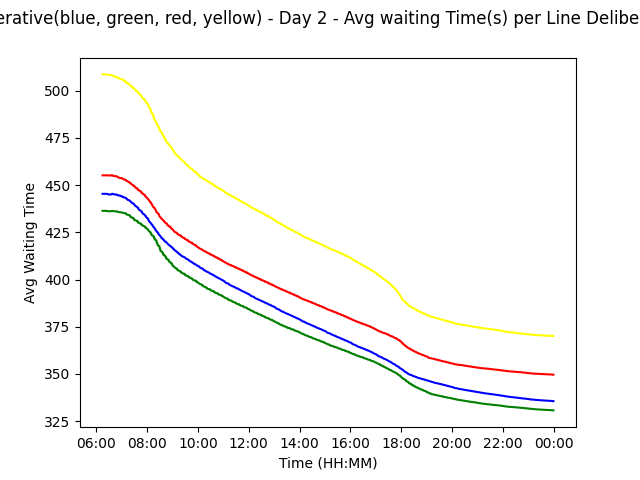 erative(blue, green, red, yellow) - Day 2 - Avg waiting Time(s) per Line Delibe
500
475
450
425
400
375
350
325
Avg Waiting Time
06:00 08:00 10:00 12:00 14:00 16:00 18:00 20:00 22:00 00:00
Time (HH:MM)